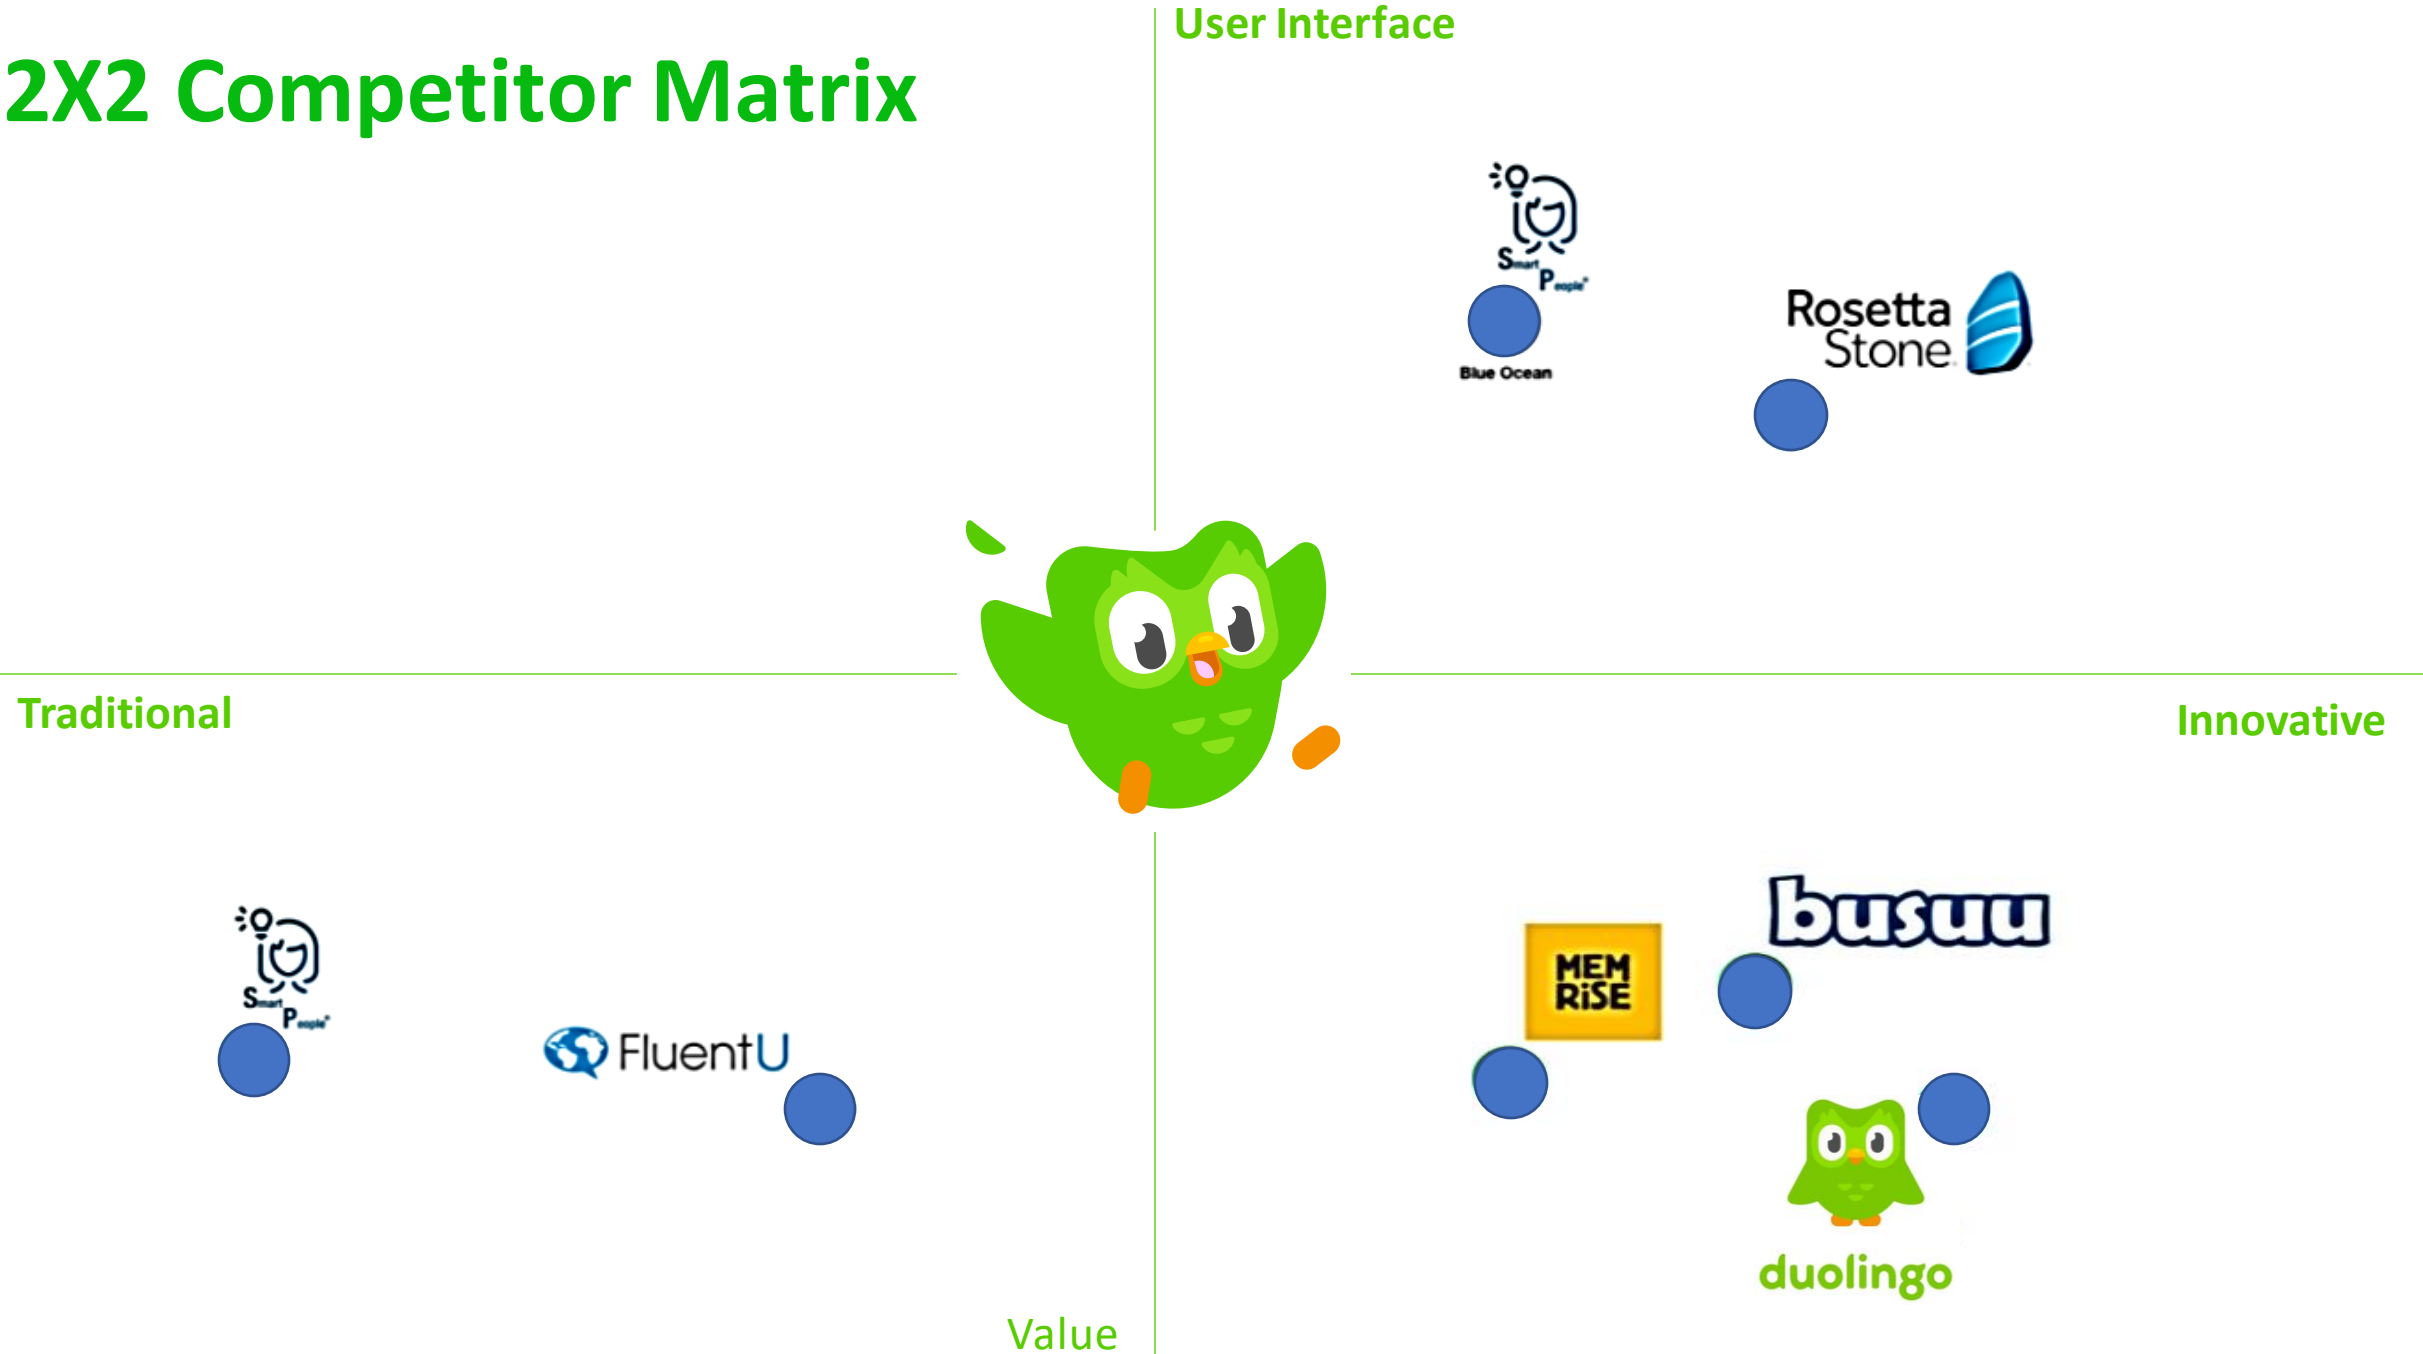 User Interface
2X2 Competitor Matrix
Smart
People
Blue Ocean
Rosetta
Stone
Traditional
Innovative
Smart
People
FluentU
MEM
RiSE
busuu
duolingo
Value